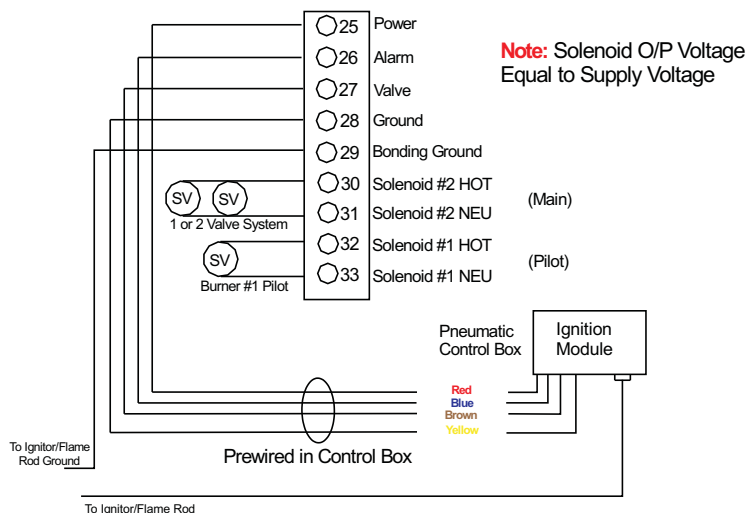 25 Power
26 Alarm
27 Valve
28 Ground
29 Bonding Ground
30 Solenoid #2 HOT
31 Solenoid #2 NEU
(Main)
32 Solenoid #1 HOT
33 Solenoid #1 NEU
(Pilot)
Note: Solenoid O/P Voltage
Equal to Supply Voltage
SV SV
1 or 2 Valve System
SV
Burner #1 Pilot
Pneumatic
Control Box
Ignition
Module
Red
Blue
Brown
Yellow
Prewired in Control Box
To Ignitor/Flame
Rod Ground
To Ignitor/Flame Rod